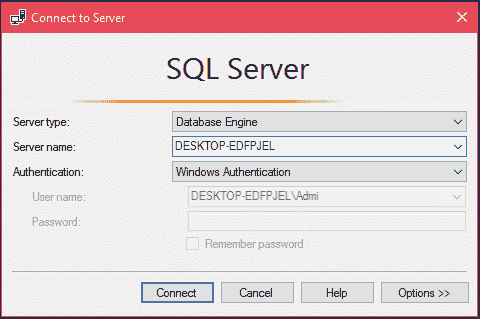 Connect to Server
SQL Server
Server type: Database Engine
Server name: DESKTOP-EDFPJEL
Authentication: Windows Authentication
User name: DESKTOP-EDFPJEL\Admi
Password:
Remember password
Connect Cancel Help Options >>